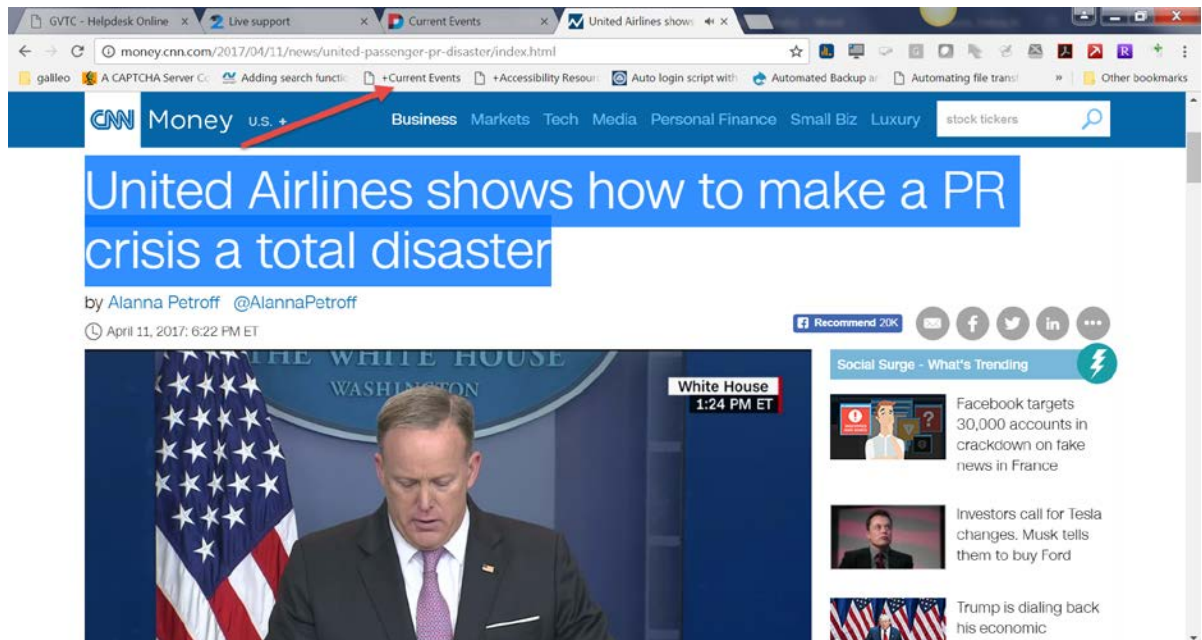 GVTC - Helpdesk Online
Live support
Current Events
United Airlines shows
money.cnn.com/2017/04/11/news/united-passenger-pr-disaster/index.html
galileo
A CAPTCHA Server Co
Adding search functio
+Current Events
+Accessibility Resour
Auto login script with
Automated Backup ar
Automating file transf
»
Other bookmarks
CNN Money U.S. +
Business Markets Tech Media Personal Finance Small Biz Luxury
stock tickers
United Airlines shows how to make a PR
crisis a total disaster
by Alanna Petroff @AlannaPetroff
April 11, 2017: 6:22 PM ET
Recommend 20K
THE WHITE HOUSE
WASHINGTON
White House
1:24 PM ET
Social Surge - What's Trending
Facebook targets
30,000 accounts in
crackdown on fake
news in France
Investors call for Tesla
changes. Musk tells
them to buy Ford
Trump is dialing back
his economic